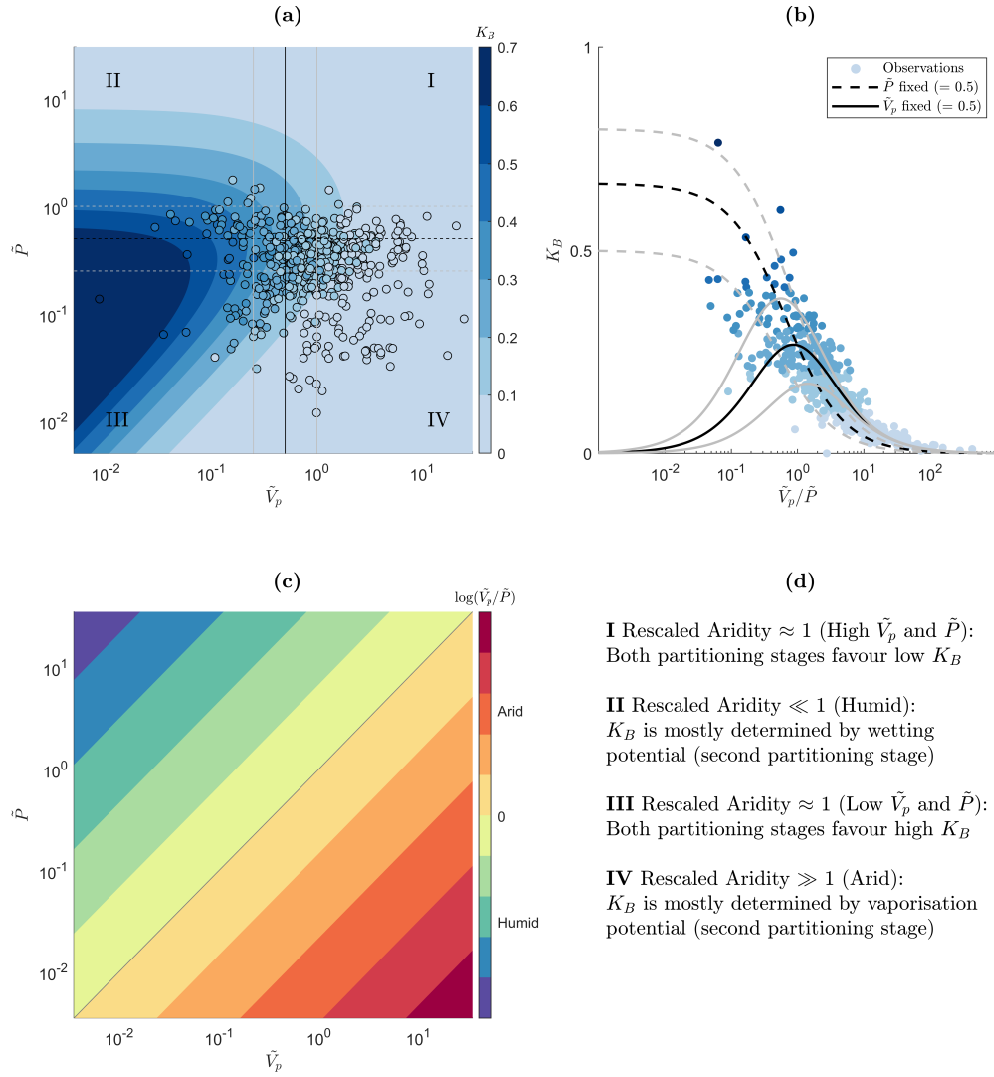 (a)
K_B
II
I
III
IV
10^1
10^0
10^-1
10^-2
P̃
10^-2
10^-1
10^0
10^1
Ṽ_p
0.7
0.6
0.5
0.4
0.3
0.2
0.1
0
(b)
1
0.5
0
K_B
Observations
P̃ fixed (= 0.5)
Ṽ_p fixed (= 0.5)
10^-2
10^-1
10^0
10^1
10^2
Ṽ_p/P̃
(c)
log(Ṽ_p/P̃)
10^1
10^0
10^-1
10^-2
P̃
10^-2
10^-1
10^0
10^1
Ṽ_p
Arid
0
Humid
(d)
I Rescaled Aridity ≈ 1 (High Ṽ_p and P̃):
Both partitioning stages favour low K_B
II Rescaled Aridity ≪ 1 (Humid):
K_B is mostly determined by wetting
potential (second partitioning stage)
III Rescaled Aridity ≈ 1 (Low Ṽ_p and P̃):
Both partitioning stages favour high K_B
IV Rescaled Aridity ≫ 1 (Arid):
K_B is mostly determined by vaporisation
potential (second partitioning stage)